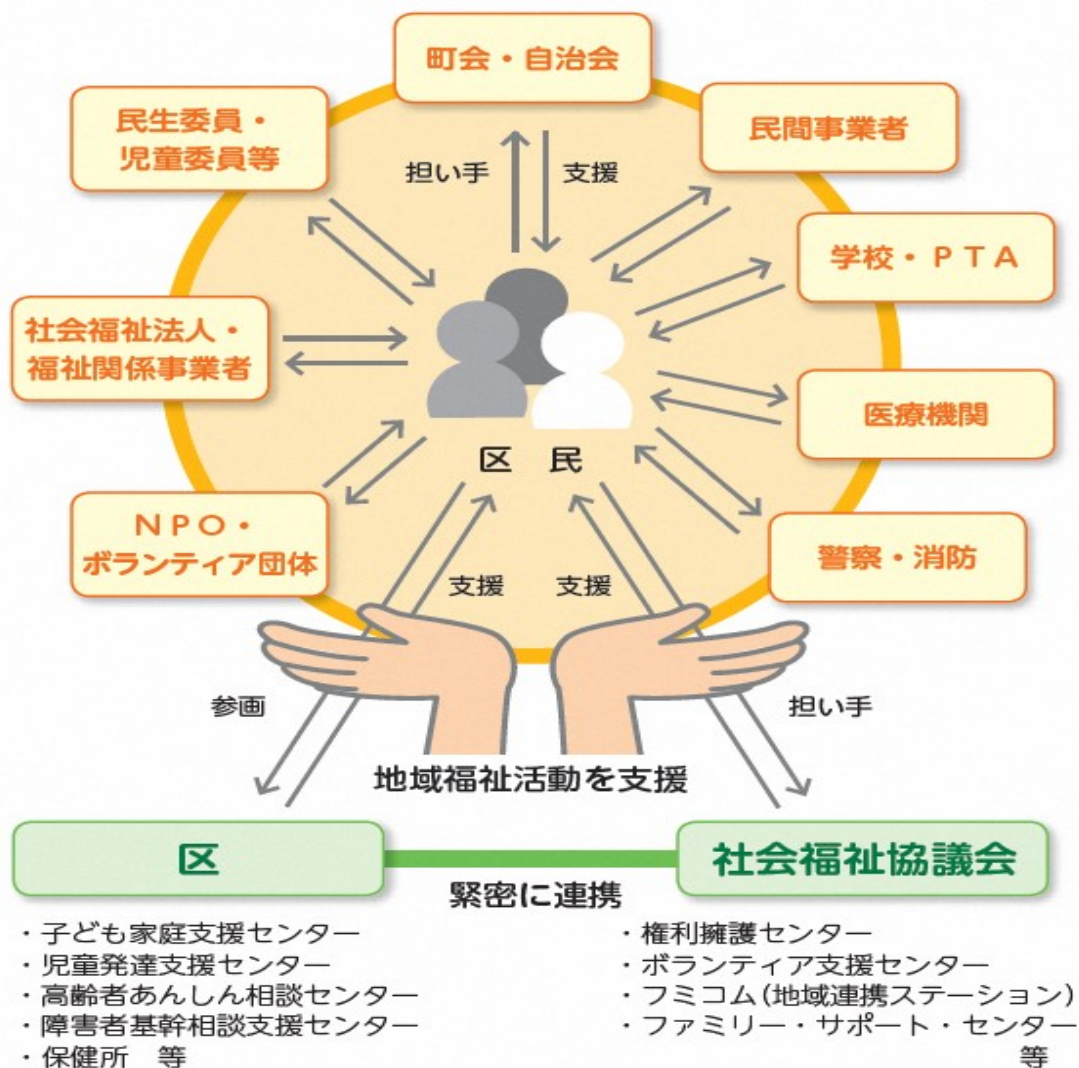 町会・自治会
民生委員・
児童委員等
民間事業者
担い手
支援
学校・ＰＴＡ
社会福祉法人・
福祉関係事業者
医療機関
区 民
ＮＰＯ・
ボランティア団体
警察・消防
支援
支援
参画
担い手
地域福祉活動を支援
区
社会福祉協議会
緊密に連携
・子ども家庭支援センター
・児童発達支援センター
・高齢者あんしん相談センター
・障害者基幹相談支援センター
・保健所 等
・権利擁護センター
・ボランティア支援センター
・フミコム（地域連携ステーション）
・ファミリー・サポート・センター
等